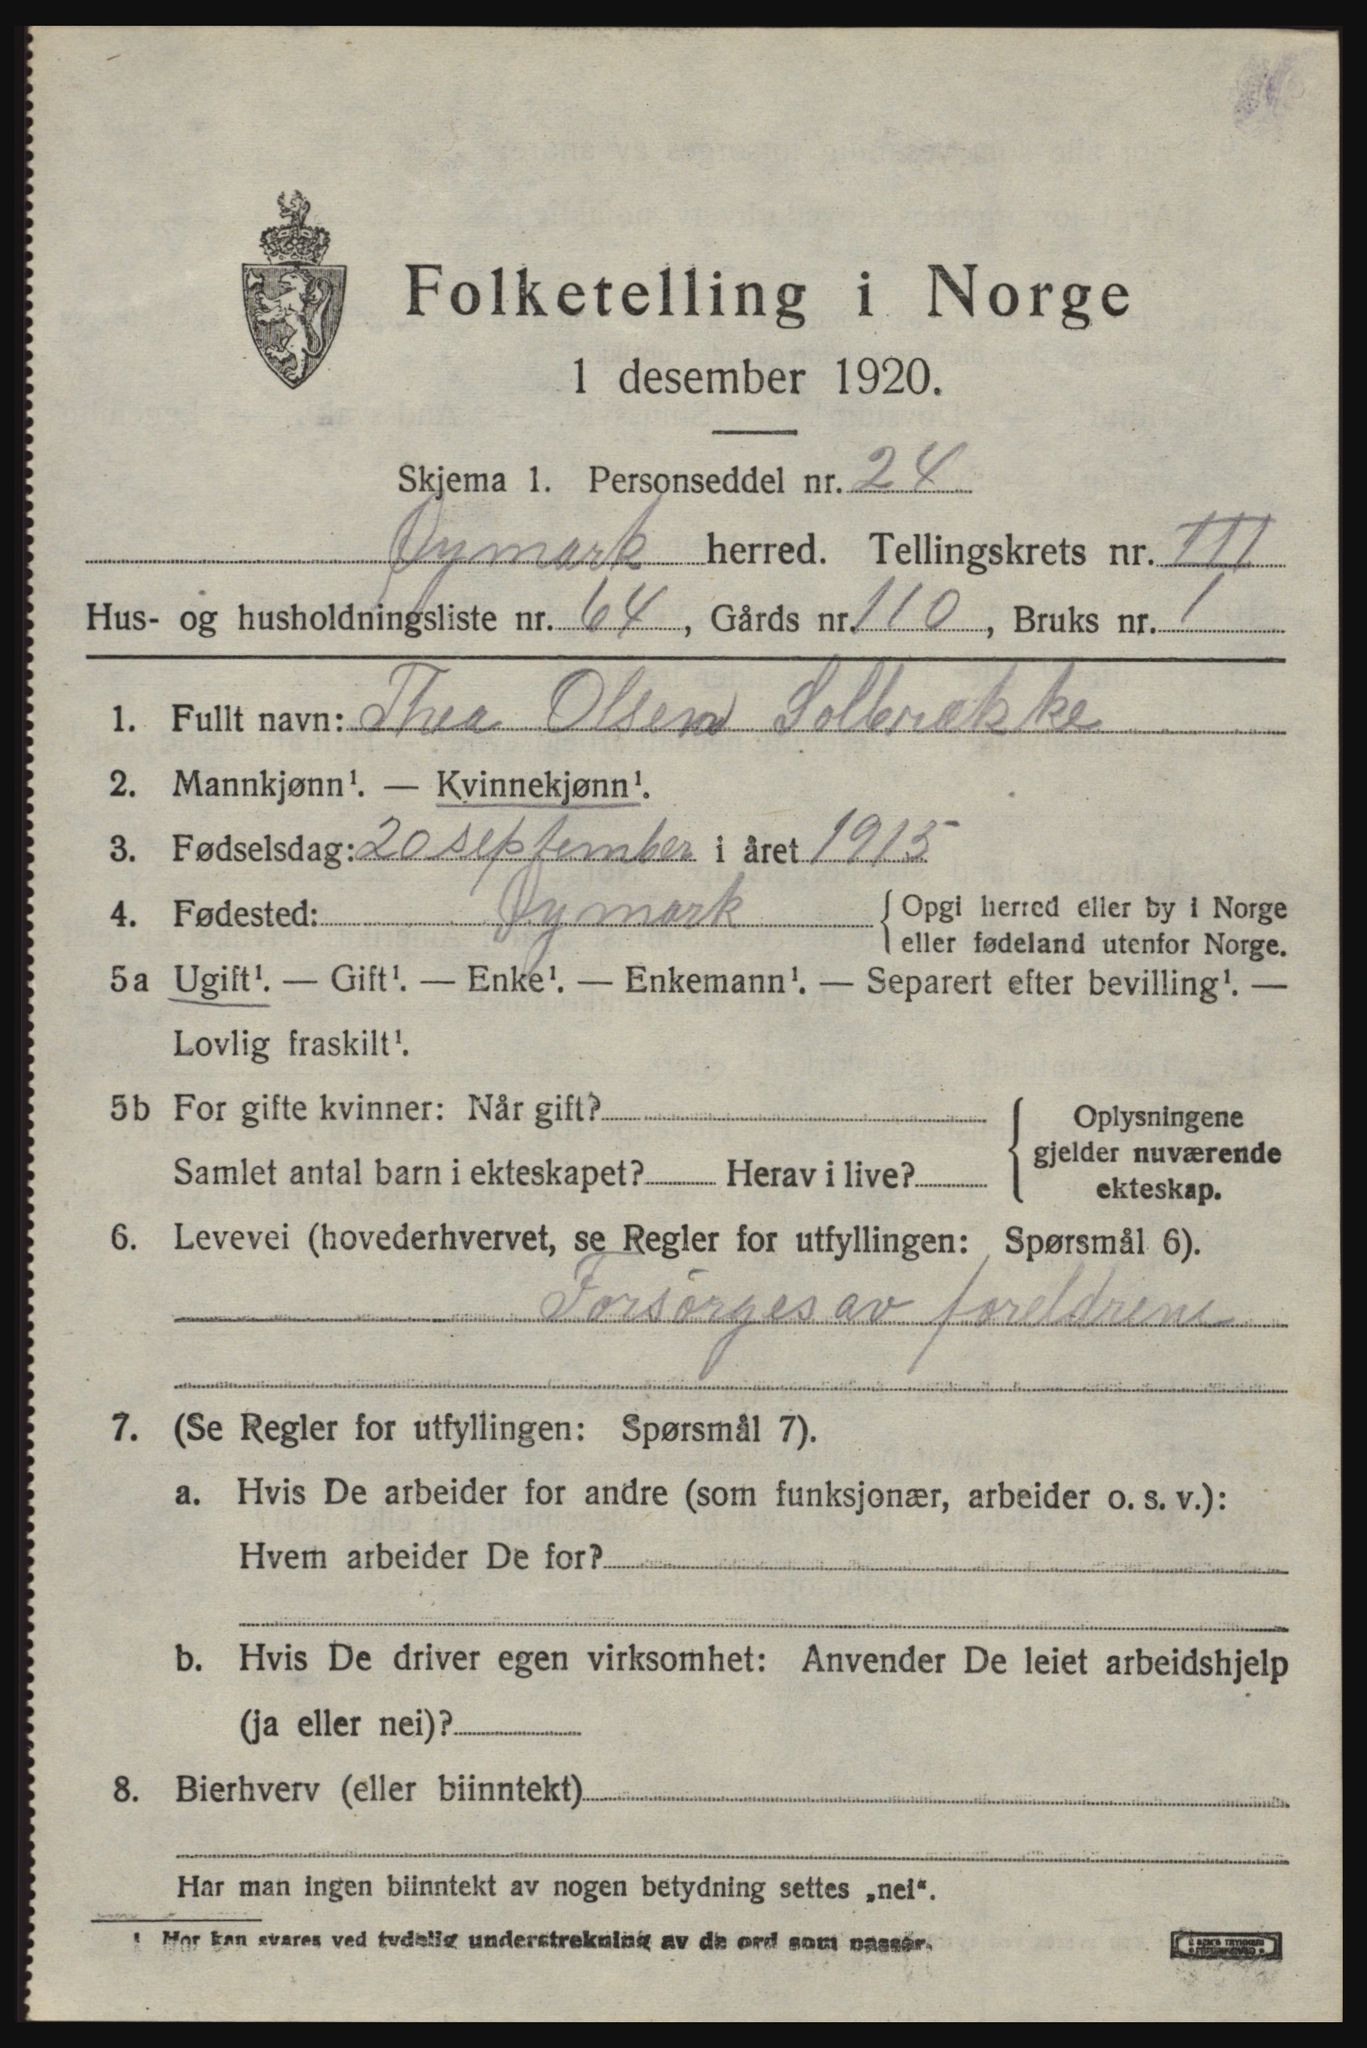 Folketelling i Norge
1 desember 1920.
Skjema 1. Personseddel nr. 24
Øymark herred. Tellingskrets nr. III
Hus- og husholdningsliste nr. 64, Gårds nr. 110, Bruks nr. 1
1. Fullt navn: Thea Olsen Solbrække
2. Mannkjønn¹. — Kvinnekjønn¹.
3. Fødselsdag: 20 september i året 1915
4. Fødested: Øymark { Opgi herred eller by i Norge
eller fødeland utenfor Norge.
5a Ugift¹. — Gift¹. — Enke¹. — Enkemann¹. — Separert efter bevilling¹. —
Lovlig fraskilt¹.
5b For gifte kvinner: Når gift?
Samlet antal barn i ekteskapet? Herav i live?
{ Oplysningene
gjelder nuværende
ekteskap.
6. Levevei (hovederhvervet, se Regler for utfyllingen: Spørsmål 6).
Forsørges av foreldrene
7. (Se Regler for utfyllingen: Spørsmål 7).
a. Hvis De arbeider for andre (som funksjonær, arbeider o. s. v.):
Hvem arbeider De for?
b. Hvis De driver egen virksomhet: Anvender De leiet arbeidshjelp
(ja eller nei)?
8. Bierhverv (eller biinntekt)
Har man ingen biinntekt av nogen betydning settes „nei“.
¹ Her kan svares ved tydelig understrekning av de ord som passer.